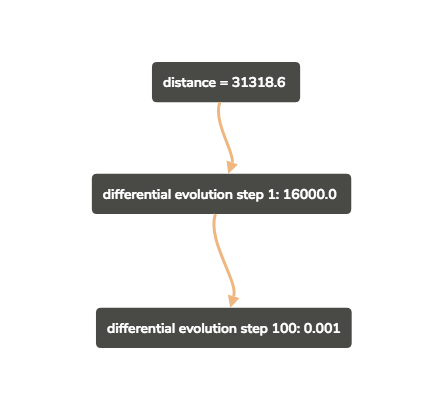 distance = 31318.6
differential evolution step 1: 16000.0
differential evolution step 100: 0.001